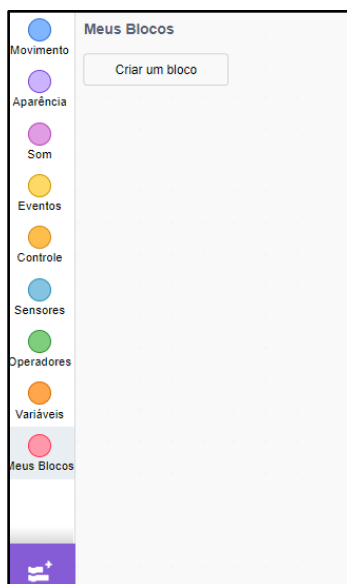 Movimento
Aparência
Som
Eventos
Controle
Sensores
Operadores
Variáveis
Meus Blocos
Meus Blocos
Criar um bloco